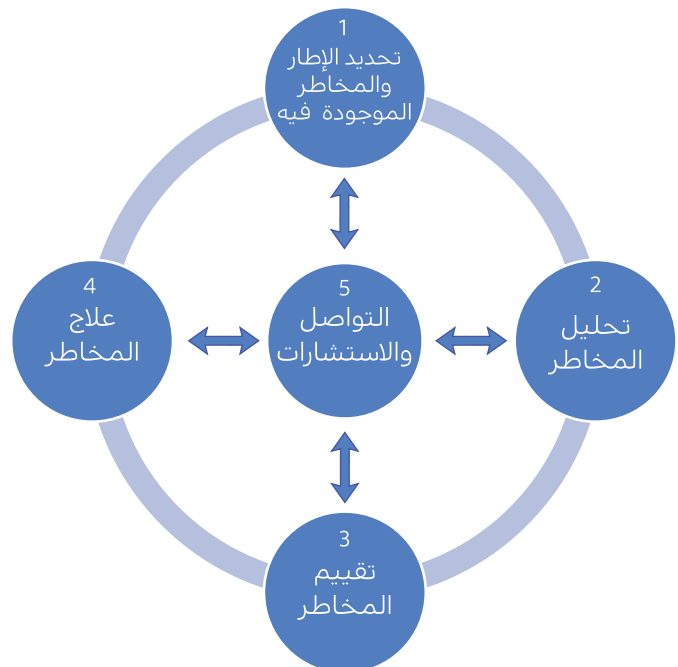 1
تحديد الإطار
والمخاطر
الموجودة فيه
2
تحليل
المخاطر
3
تقييم
المخاطر
4
علاج
المخاطر
5
التواصل
والاستشارات